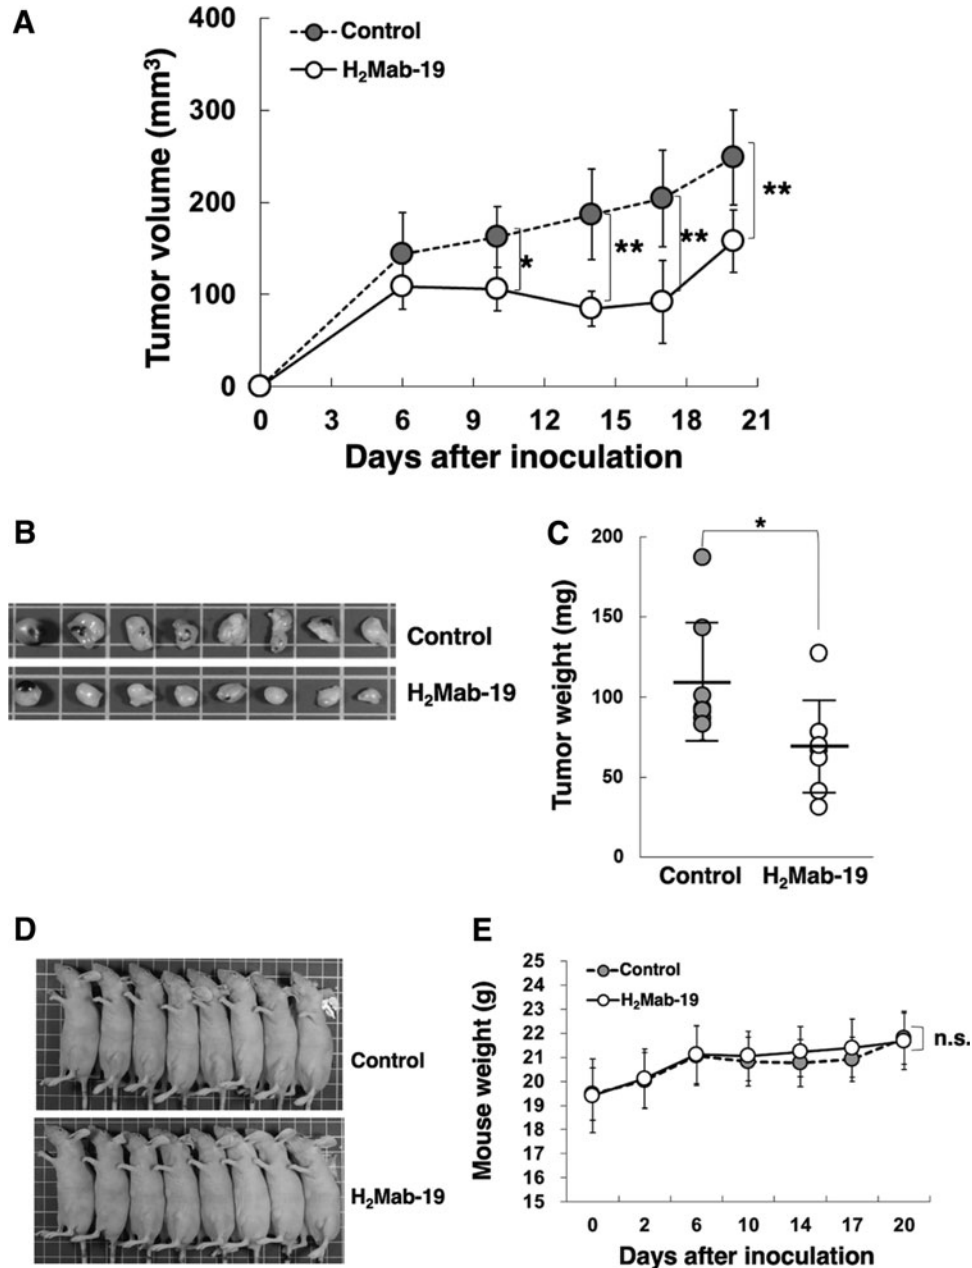 A
400
Control
H₂Mab-19
300
200
100
0
*
**
**
**
Tumor volume (mm³)
0 3 6 9 12 15 18 21
Days after inoculation
B
Control
H₂Mab-19
C
*
200
150
100
50
0
Tumor weight (mg)
Control H₂Mab-19
D
Control
H₂Mab-19
E
25
24
23
22
21
20
19
18
17
16
15
Control
H₂Mab-19
n.s.
Mouse weight (g)
0 2 6 10 14 17 20
Days after inoculation